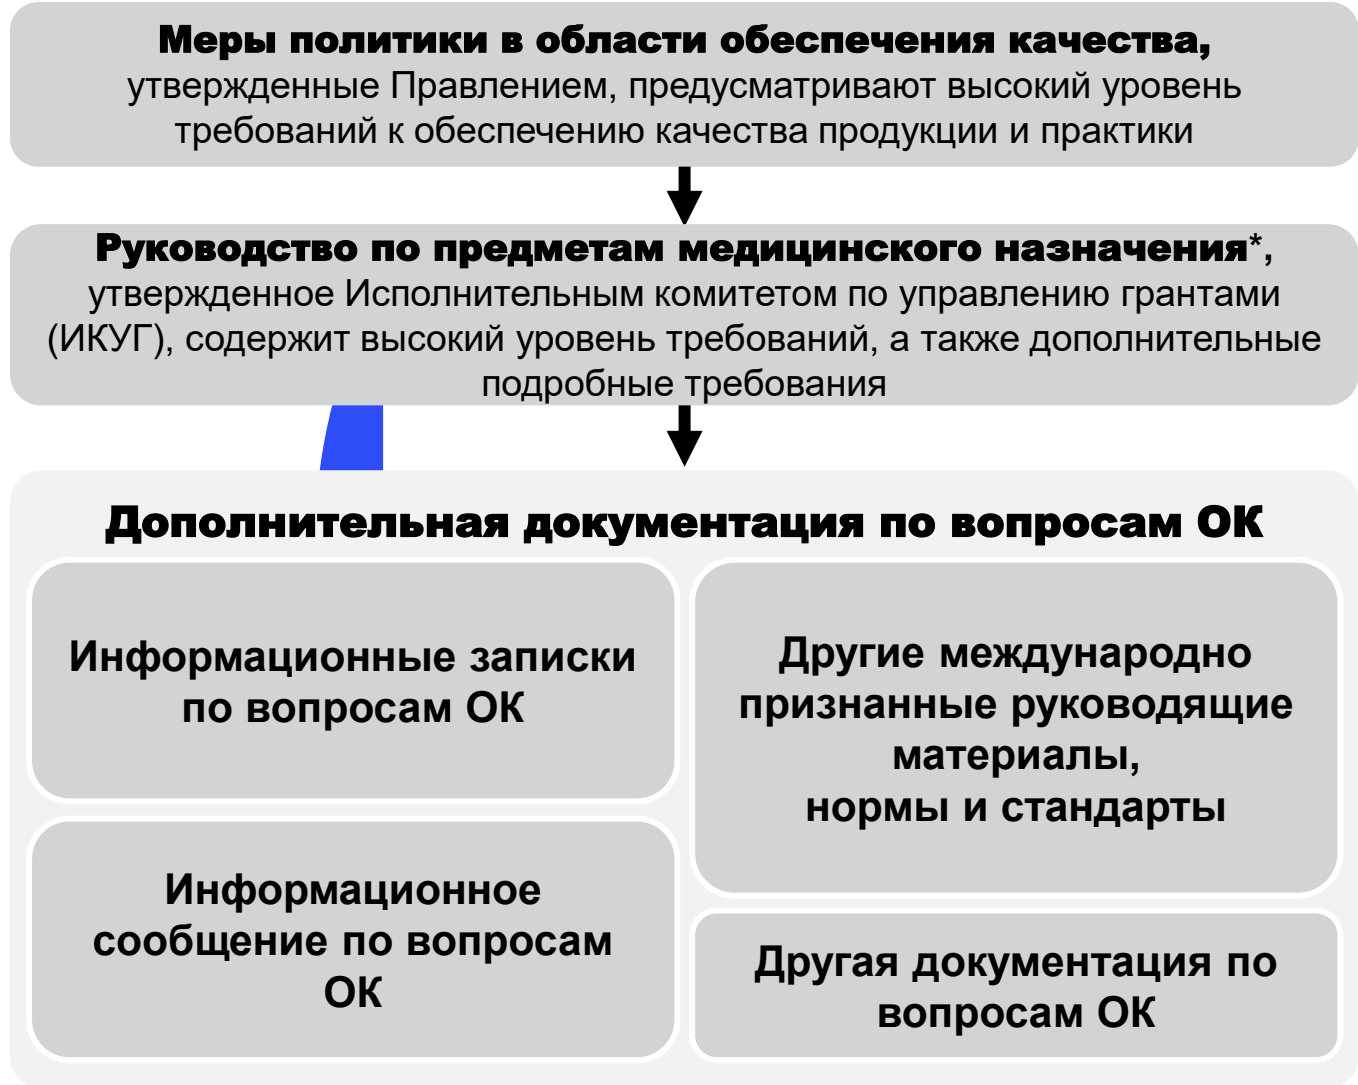 Меры политики в области обеспечения качества,
утвержденные Правлением, предусматривают высокий уровень
требований к обеспечению качества продукции и практики
Руководство по предметам медицинского назначения*,
утвержденное Исполнительным комитетом по управлению грантами
(ИКУГ), содержит высокий уровень требований, а также дополнительные
подробные требования
Дополнительная документация по вопросам ОК
Информационные записки
по вопросам ОК
Информационное
сообщение по вопросам
ОК
Другие международно
признанные руководящие
материалы,
нормы и стандарты
Другая документация по
вопросам ОК